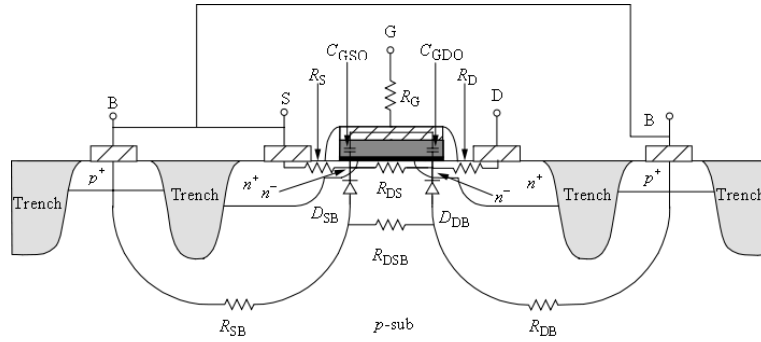 G
C_GSO
C_GDO
R_S
R_D
R_G
B
S
D
B
p⁺
n⁺
n⁻
R_DS
n⁻
n⁺
p⁺
Trench
Trench
Trench
Trench
D_SB
D_DB
R_DSB
R_SB
p-sub
R_DB